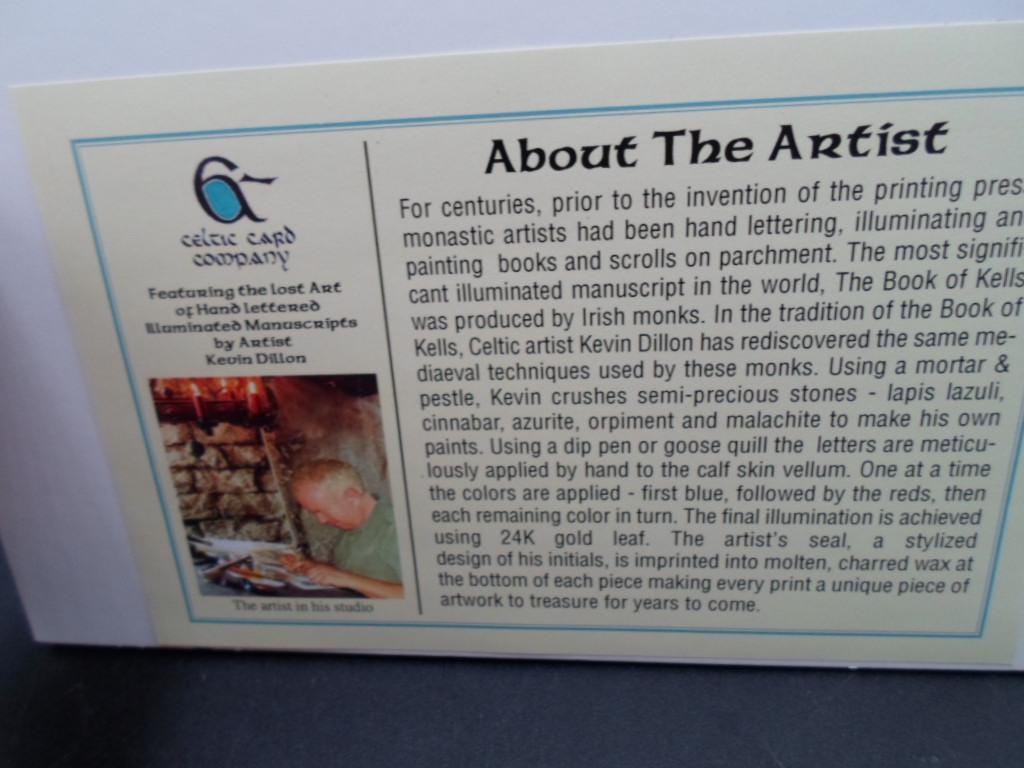 celtic card
company
Featuring the lost Art
of Hand lettered
Illuminated Manuscripts
by Artist
Kevin Dillon
The artist in his studio
About The Artist
For centuries, prior to the invention of the printing pres
monastic artists had been hand lettering, illuminating an
painting books and scrolls on parchment. The most signifi
cant illuminated manuscript in the world, The Book of Kells
was produced by Irish monks. In the tradition of the Book of
Kells, Celtic artist Kevin Dillon has rediscovered the same me-
diaeval techniques used by these monks. Using a mortar &
pestle, Kevin crushes semi-precious stones - lapis lazuli,
cinnabar, azurite, orpiment and malachite to make his own
paints. Using a dip pen or goose quill the letters are meticu-
lously applied by hand to the calf skin vellum. One at a time
the colors are applied - first blue, followed by the reds, then
each remaining color in turn. The final illumination is achieved
using 24K gold leaf. The artist's seal, a stylized
design of his initials, is imprinted into molten, charred wax at
the bottom of each piece making every print a unique piece of
artwork to treasure for years to come.